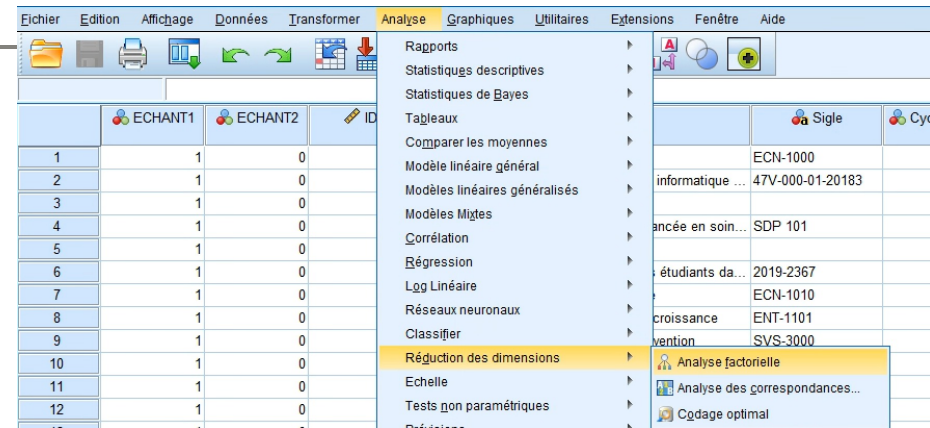 Fichier Edition Affichage Données Transformer Analyse Graphiques Utilitaires Extensions Fenêtre Aide
Rapports
Statistiques descriptives
Statistiques de Bayes
Tableaux
Comparer les moyennes
Modèle linéaire général
Modèles linéaires généralisés
Modèles Mixtes
Corrélation
Régression
Log Linéaire
Réseaux neuronaux
Classifier
Réduction des dimensions
Echelle
Tests non paramétriques
Prévisions
Analyse factorielle
Analyse des correspondances...
Codage optimal
ECHANT1 ECHANT2 ID Sigle Cyc
1 1 0 ECN-1000
2 1 0 informatique ... 47V-000-01-20183
3 1 0
4 1 0 ancée en soin... SDP 101
5 1 0
6 1 0 s étudiants da... 2019-2367
7 1 0 ECN-1010
8 1 0 croissance ENT-1101
9 1 0 vention SVS-3000
10 1 0
11 1 0
12 1 0